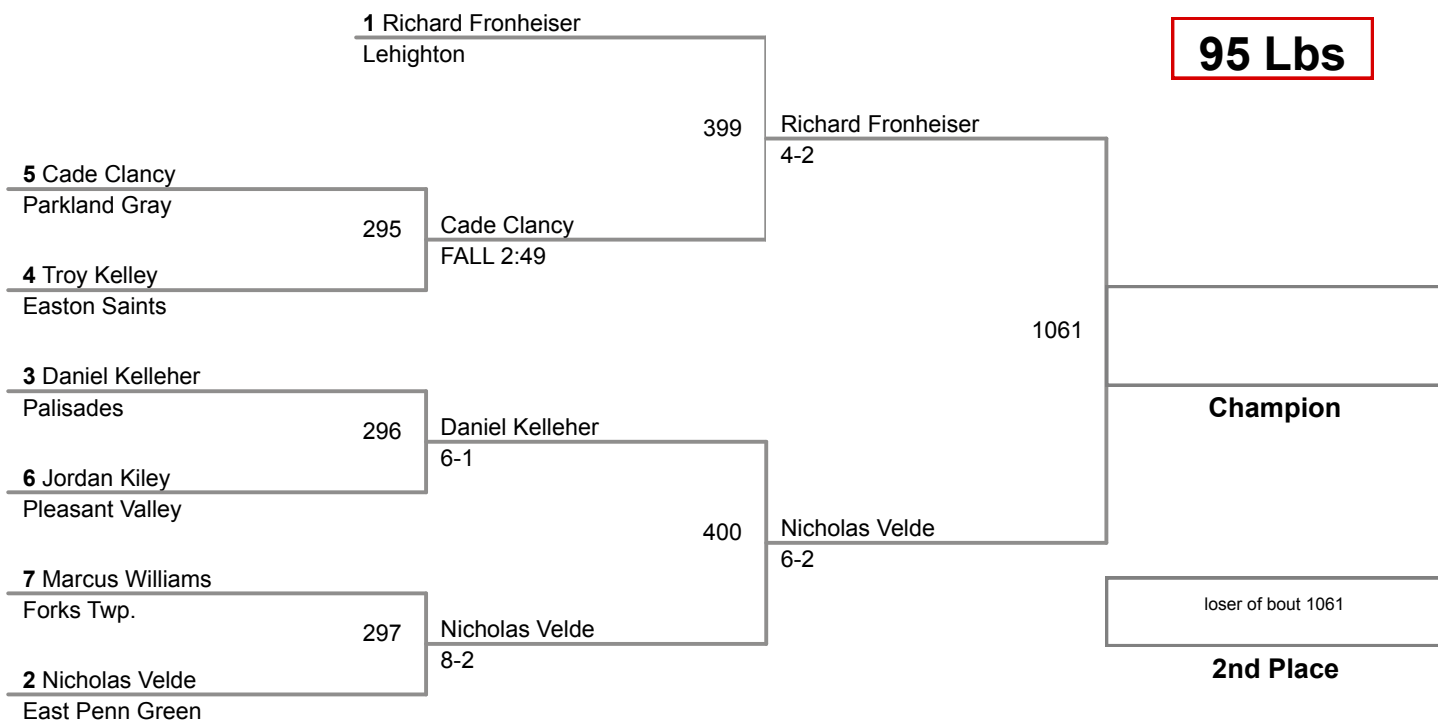 1 Richard Fronheiser
Lehighton
95 Lbs
399
Richard Fronheiser
4-2
5 Cade Clancy
Parkland Gray
295
Cade Clancy
FALL 2:49
4 Troy Kelley
Easton Saints
1061
3 Daniel Kelleher
Palisades
Champion
296
Daniel Kelleher
6-1
6 Jordan Kiley
Pleasant Valley
400
Nicholas Velde
6-2
7 Marcus Williams
Forks Twp.
loser of bout 1061
297
Nicholas Velde
8-2
2nd Place
2 Nicholas Velde
East Penn Green